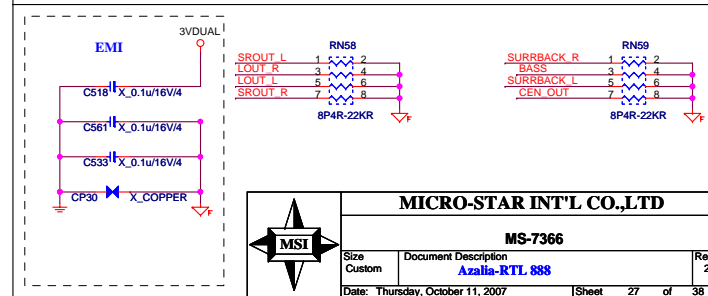 EMI
3VDUAL
C518 X_0.1u/16V/4
C561 X_0.1u/16V/4
C533 X_0.1u/16V/4
CP30 X_COPPER
F
RN58
SROUT_L 1 2
LOUT_R 3 4
LOUT_L 5 6
SROUT_R 7 8
8P4R-22KR
F
RN59
SURRBACK_R 1 2
BASS 3 4
SURRBACK_L 5 6
CEN_OUT 7 8
8P4R-22KR
F
MSI
MICRO-STAR INT'L CO.,LTD
MS-7366
Size Custom
Document Description
Azalia-RTL 888
Re
2
Date: Thursday, October 11, 2007
Sheet 27 of 38